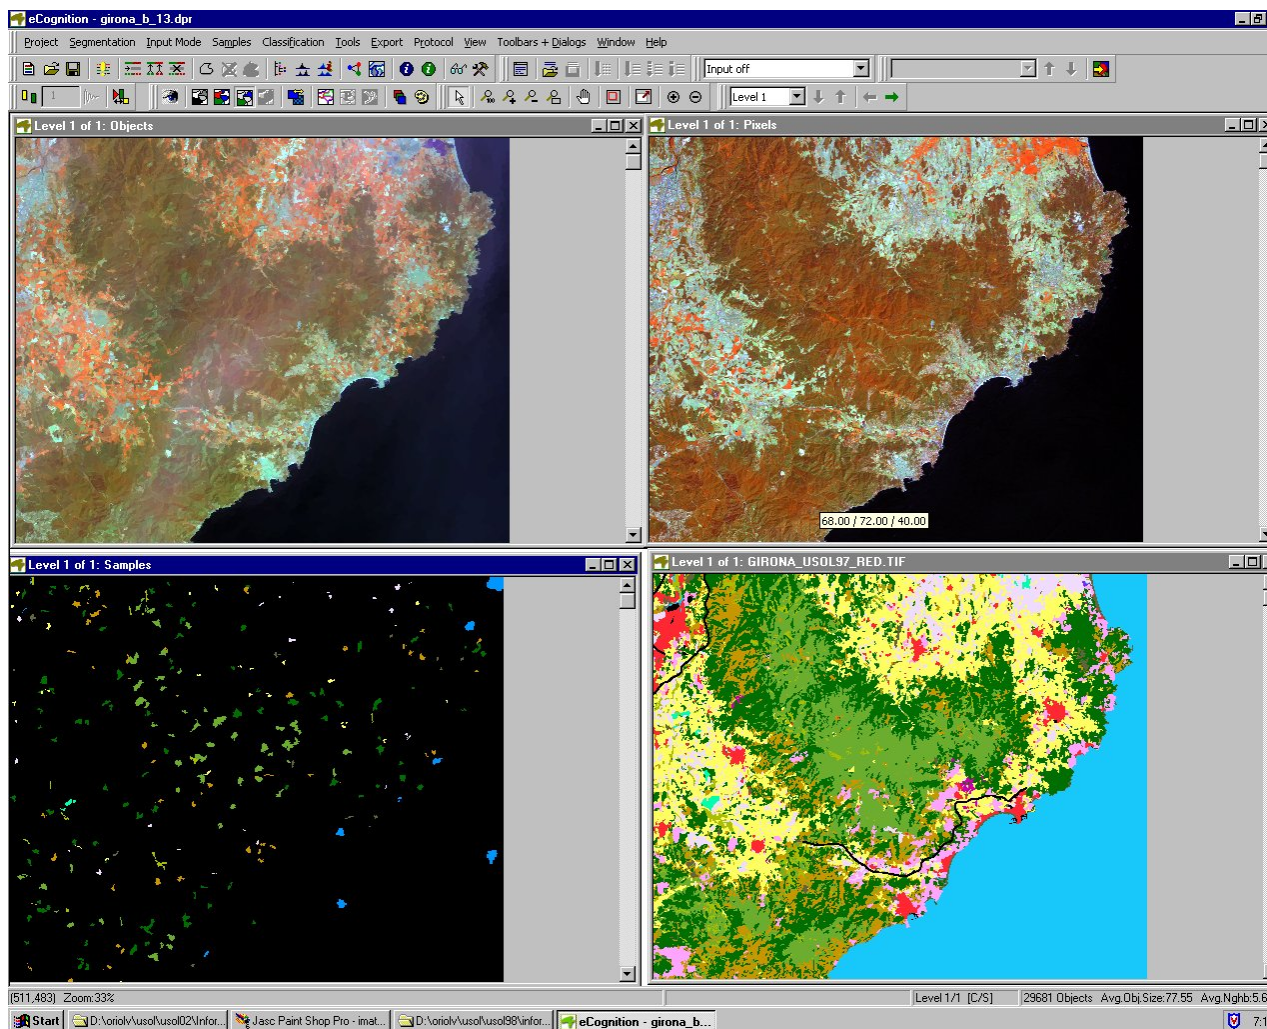 eCognition - girona_b_13.dpr
Project Segmentation Input Mode Samples Classification Tools Export Protocol View Toolbars + Dialogs Window Help
Input off
1
Level 1
Level 1 of 1: Objects
Level 1 of 1: Pixels
68.00 / 72.00 / 40.00
Level 1 of 1: Samples
Level 1 of 1: GIRONA_USOL97_RED.TIF
(511,483) Zoom:33%
Level 1/1 [C/S]
29681 Objects Avg.Obj.Size:77.55 Avg.Nghb:5.6
Start
D:\oriolv\usol\usol02\Infor...
Jasc Paint Shop Pro - imat...
D:\oriolv\usol\usol98\infor...
eCognition - girona_b...
7:1